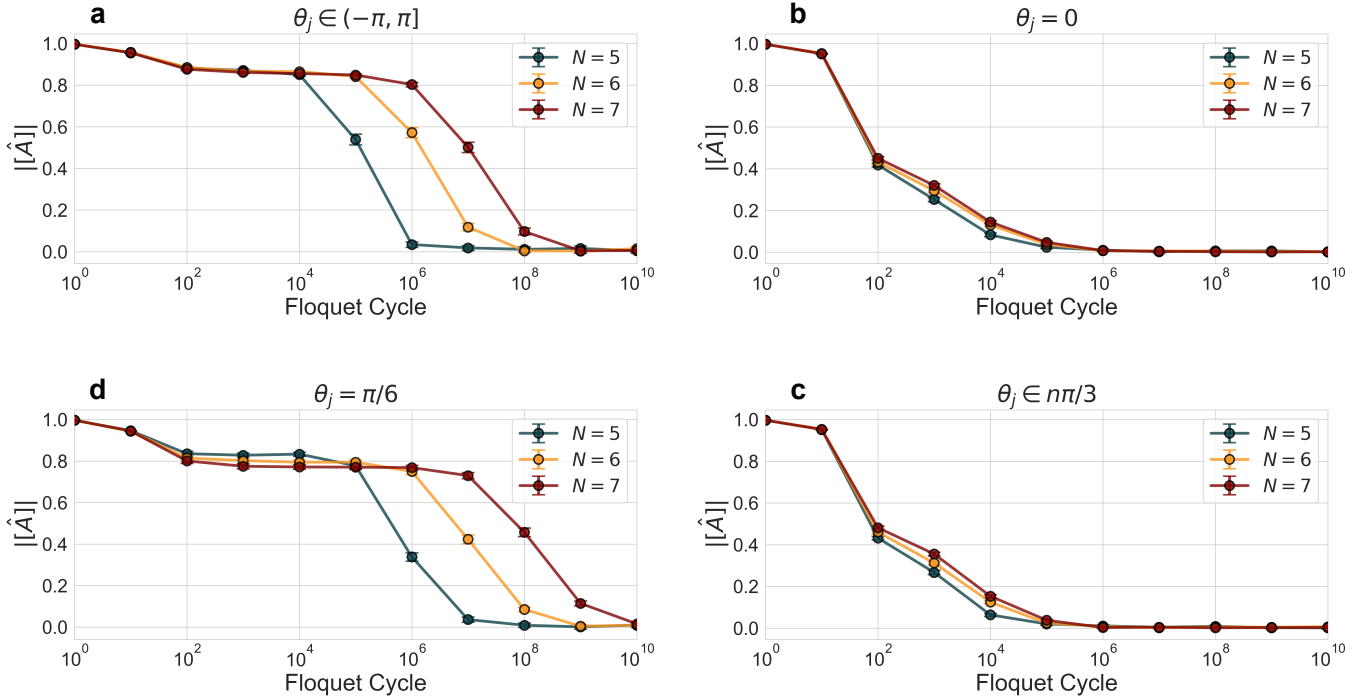 a
θ_j ∈ (−π, π]
|[Â]|
1.0
0.8
0.6
0.4
0.2
0.0
N = 5
N = 6
N = 7
10^0
10^2
10^4
10^6
10^8
10^10
Floquet Cycle
b
θ_j = 0
|[Â]|
1.0
0.8
0.6
0.4
0.2
0.0
N = 5
N = 6
N = 7
10^0
10^2
10^4
10^6
10^8
10^10
Floquet Cycle
d
θ_j = π/6
|[Â]|
1.0
0.8
0.6
0.4
0.2
0.0
N = 5
N = 6
N = 7
10^0
10^2
10^4
10^6
10^8
10^10
Floquet Cycle
c
θ_j ∈ nπ/3
|[Â]|
1.0
0.8
0.6
0.4
0.2
0.0
N = 5
N = 6
N = 7
10^0
10^2
10^4
10^6
10^8
10^10
Floquet Cycle